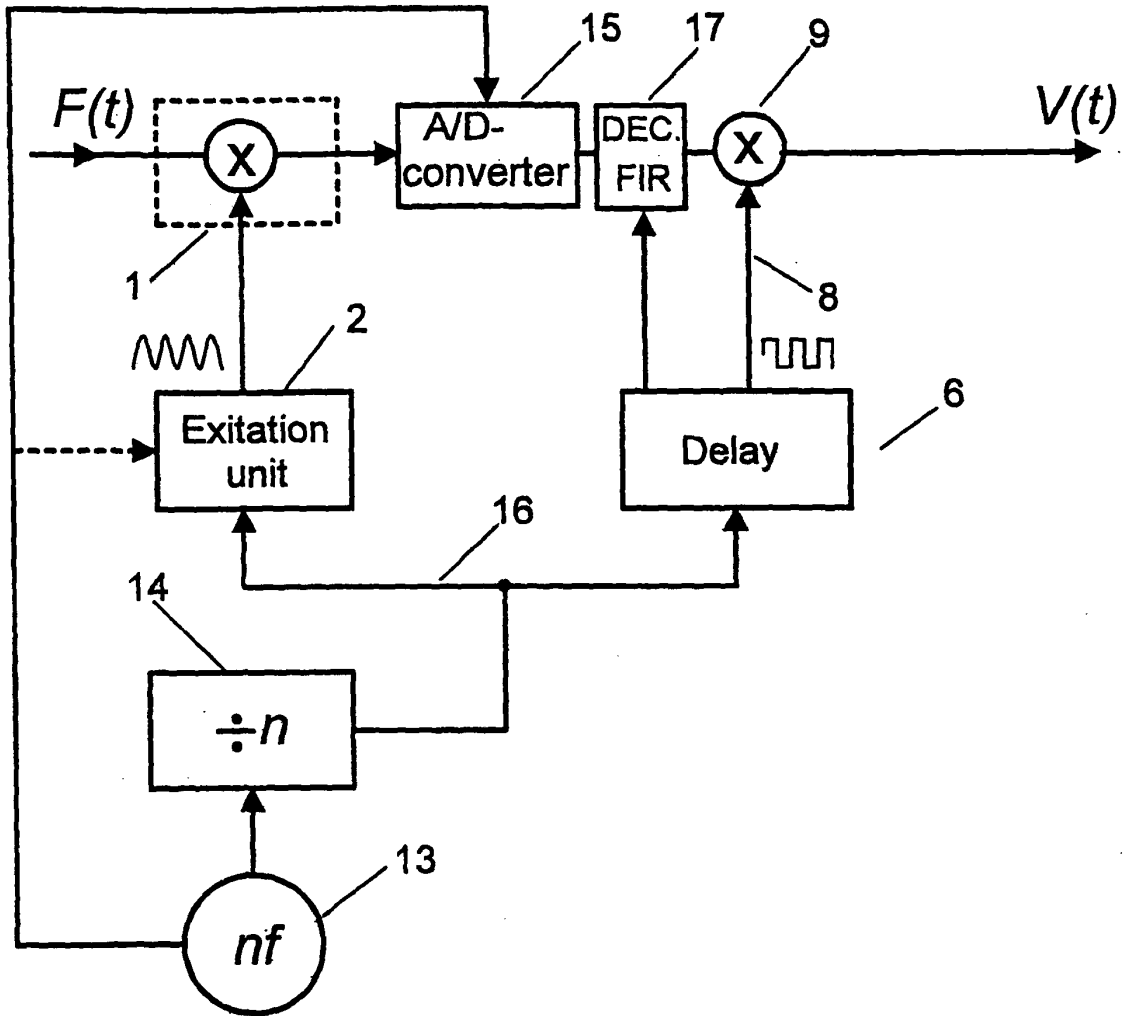 15
17
9
F(t)
V(t)
X
A/D-
converter
DEC.
FIR
X
1
8
2
6
Exitation
unit
Delay
16
14
÷n
13
nf